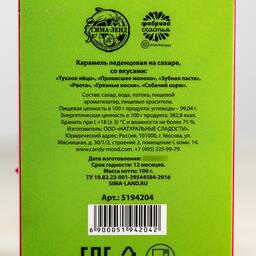 СИМА-ЛЕНД
фабрика
счастья
Карамель леденцовая на сахаре,
со вкусами:
«Тухлое яйцо», «Прокисшее молоко», «Зубная паста»,
«Рвота», «Грязные носки», «Собачий корм».
Состав: сахар, вода, патока, пищевой
ароматизатор, пищевые красители.
Пищевая ценность в 100 г продукта: углеводы – 99,04 г.
Энергетическая ценность в 100 г продукта: 382,8 ккал.
Хранить при t +18 (± 3) °C и влажности не более 75 %.
Изготовитель: ООО «НАТУРАЛЬНЫЕ СЛАДОСТИ».
Юридический адрес: Россия, 101000, г. Москва, ул.
Мясницкая, д. 30/1/2, строение 2, этаж 2, пом. I, ком. 4.
www.candy-mood.com, +7 (495) 225-99-79.
Дата изготовления:
Срок годности: 12 месяцев.
Масса: 100 г.
ТУ 10.82.23-001-39544584-2016
SIMA-LAND.RU
Арт.: 5194204
6 900051 942042